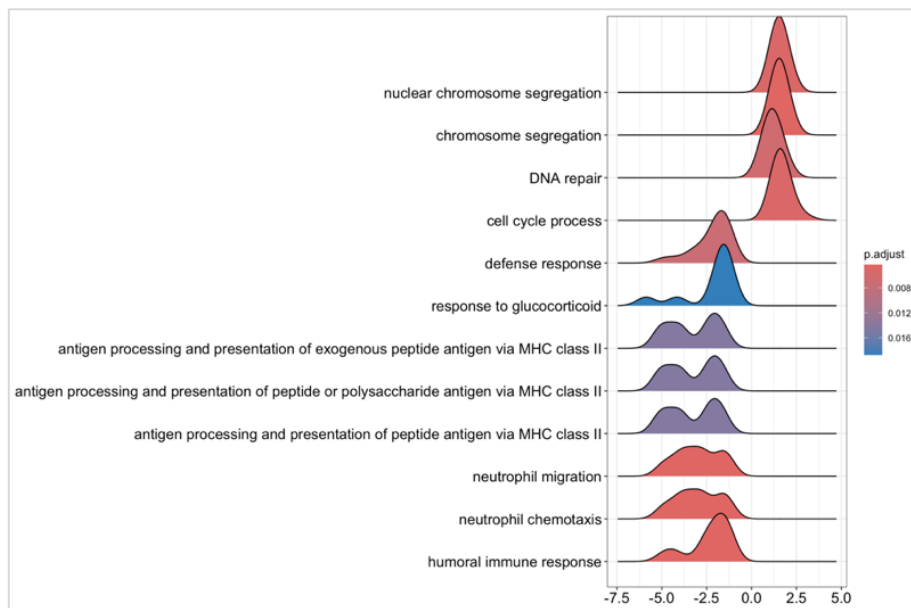 nuclear chromosome segregation
chromosome segregation
DNA repair
cell cycle process
defense response
response to glucocorticoid
antigen processing and presentation of exogenous peptide antigen via MHC class II
antigen processing and presentation of peptide or polysaccharide antigen via MHC class II
antigen processing and presentation of peptide antigen via MHC class II
neutrophil migration
neutrophil chemotaxis
humoral immune response
-7.5 -5.0 -2.5 0.0 2.5 5.0
p.adjust
0.008
0.012
0.016